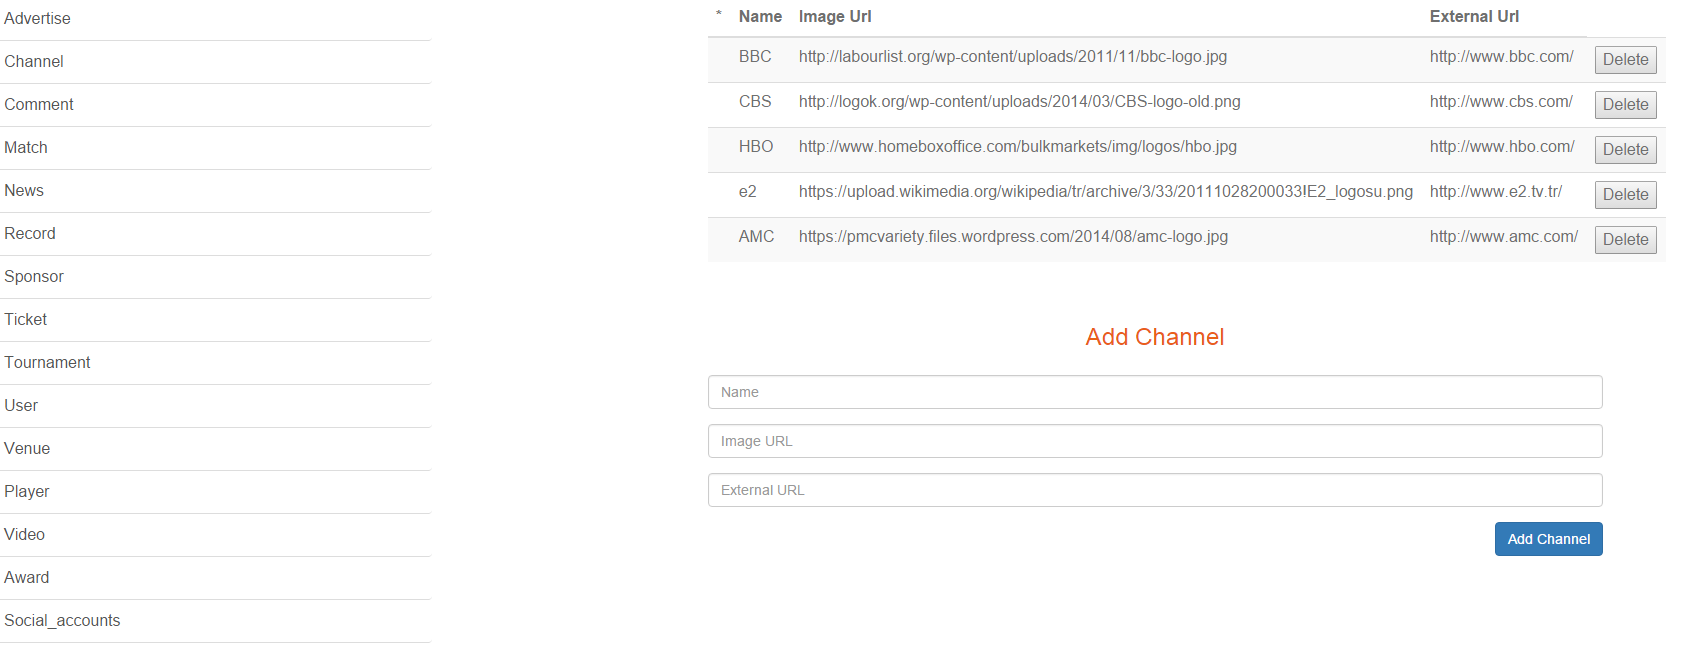 Advertise
Channel
Comment
Match
News
Record
Sponsor
Ticket
Tournament
User
Venue
Player
Video
Award
Social_accounts
* Name Image Url External Url
BBC http://labourlist.org/wp-content/uploads/2011/11/bbc-logo.jpg http://www.bbc.com/ Delete
CBS http://logok.org/wp-content/uploads/2014/03/CBS-logo-old.png http://www.cbs.com/ Delete
HBO http://www.homeboxoffice.com/bulkmarkets/img/logos/hbo.jpg http://www.hbo.com/ Delete
e2 https://upload.wikimedia.org/wikipedia/tr/archive/3/33/20111028200033!E2_logosu.png http://www.e2.tv.tr/ Delete
AMC https://pmcvariety.files.wordpress.com/2014/08/amc-logo.jpg http://www.amc.com/ Delete
Add Channel
Name
Image URL
External URL
Add Channel